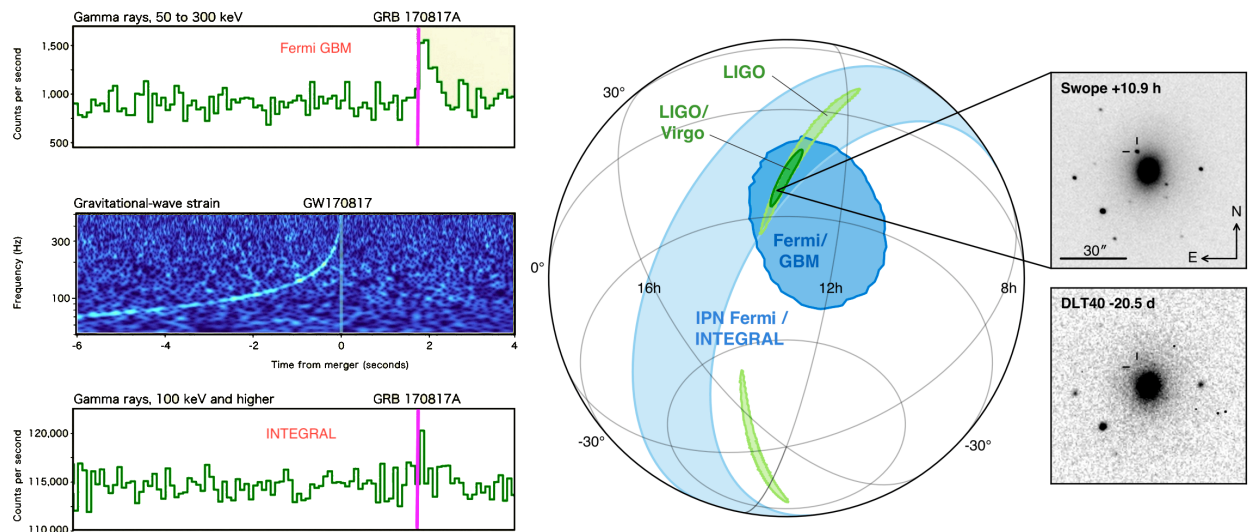 Gamma rays, 50 to 300 keV
GRB 170817A
1,500
Fermi GBM
1,000
500
Counts per second
Gravitational-wave strain
GW170817
300
100
Frequency (Hz)
-6
-4
-2
0
2
4
Time from merger (seconds)
Gamma rays, 100 keV and higher
GRB 170817A
120,000
INTEGRAL
115,000
110,000
Counts per second
LIGO
30°
LIGO/
Virgo
Fermi/
GBM
0°
16h
12h
8h
IPN Fermi /
INTEGRAL
-30°
-30°
Swope +10.9 h
30″
N
E
DLT40 -20.5 d